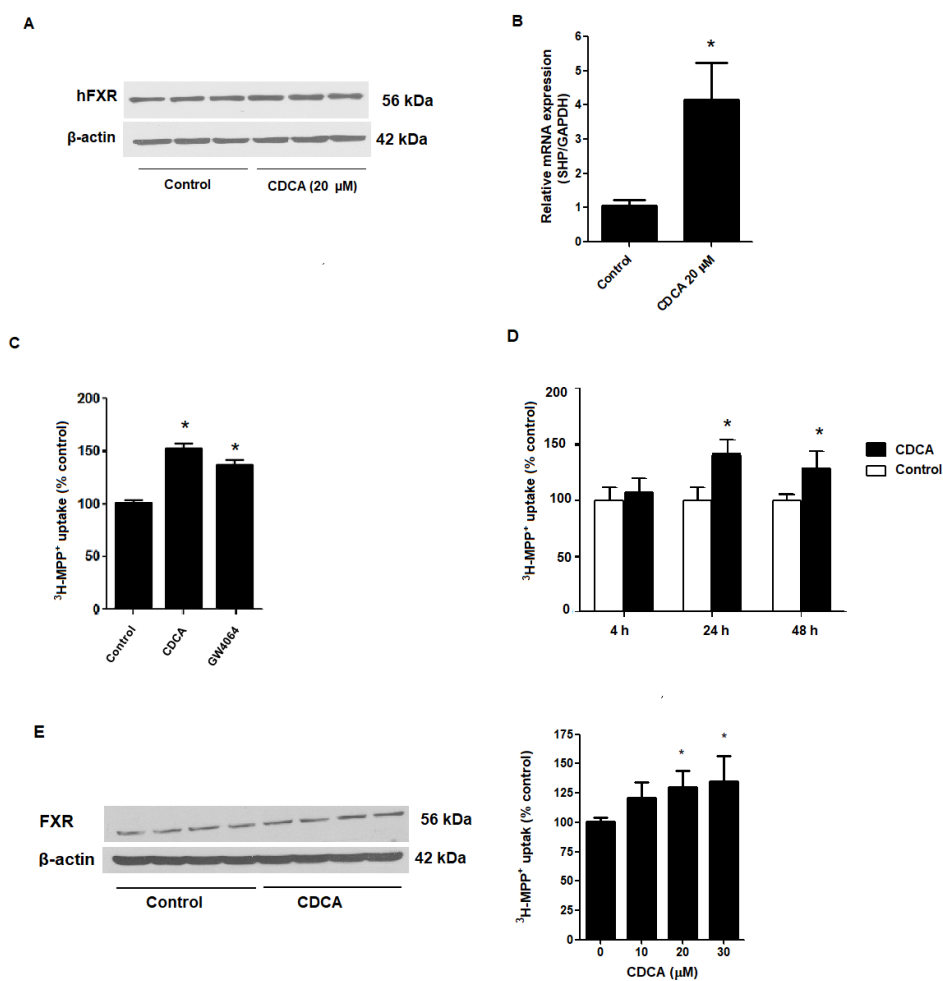 A
hFXR
56 kDa
β-actin
42 kDa
Control
CDCA (20 μM)
B
Relative mRNA expression
(SHP/GAPDH)
6
5
4
3
2
1
0
*
Control
CDCA 20 μM
C
³H-MPP⁺ uptake (% control)
200
150
100
50
0
*
*
Control
CDCA
GW4064
D
³H-MPP⁺ uptake (% control)
200
150
100
50
0
*
*
4 h
24 h
48 h
CDCA
Control
E
FXR
56 kDa
β-actin
42 kDa
Control
CDCA
³H-MPP⁺ uptak (% control)
175
150
125
100
75
50
25
0
*
*
0 10 20 30
CDCA (μM)